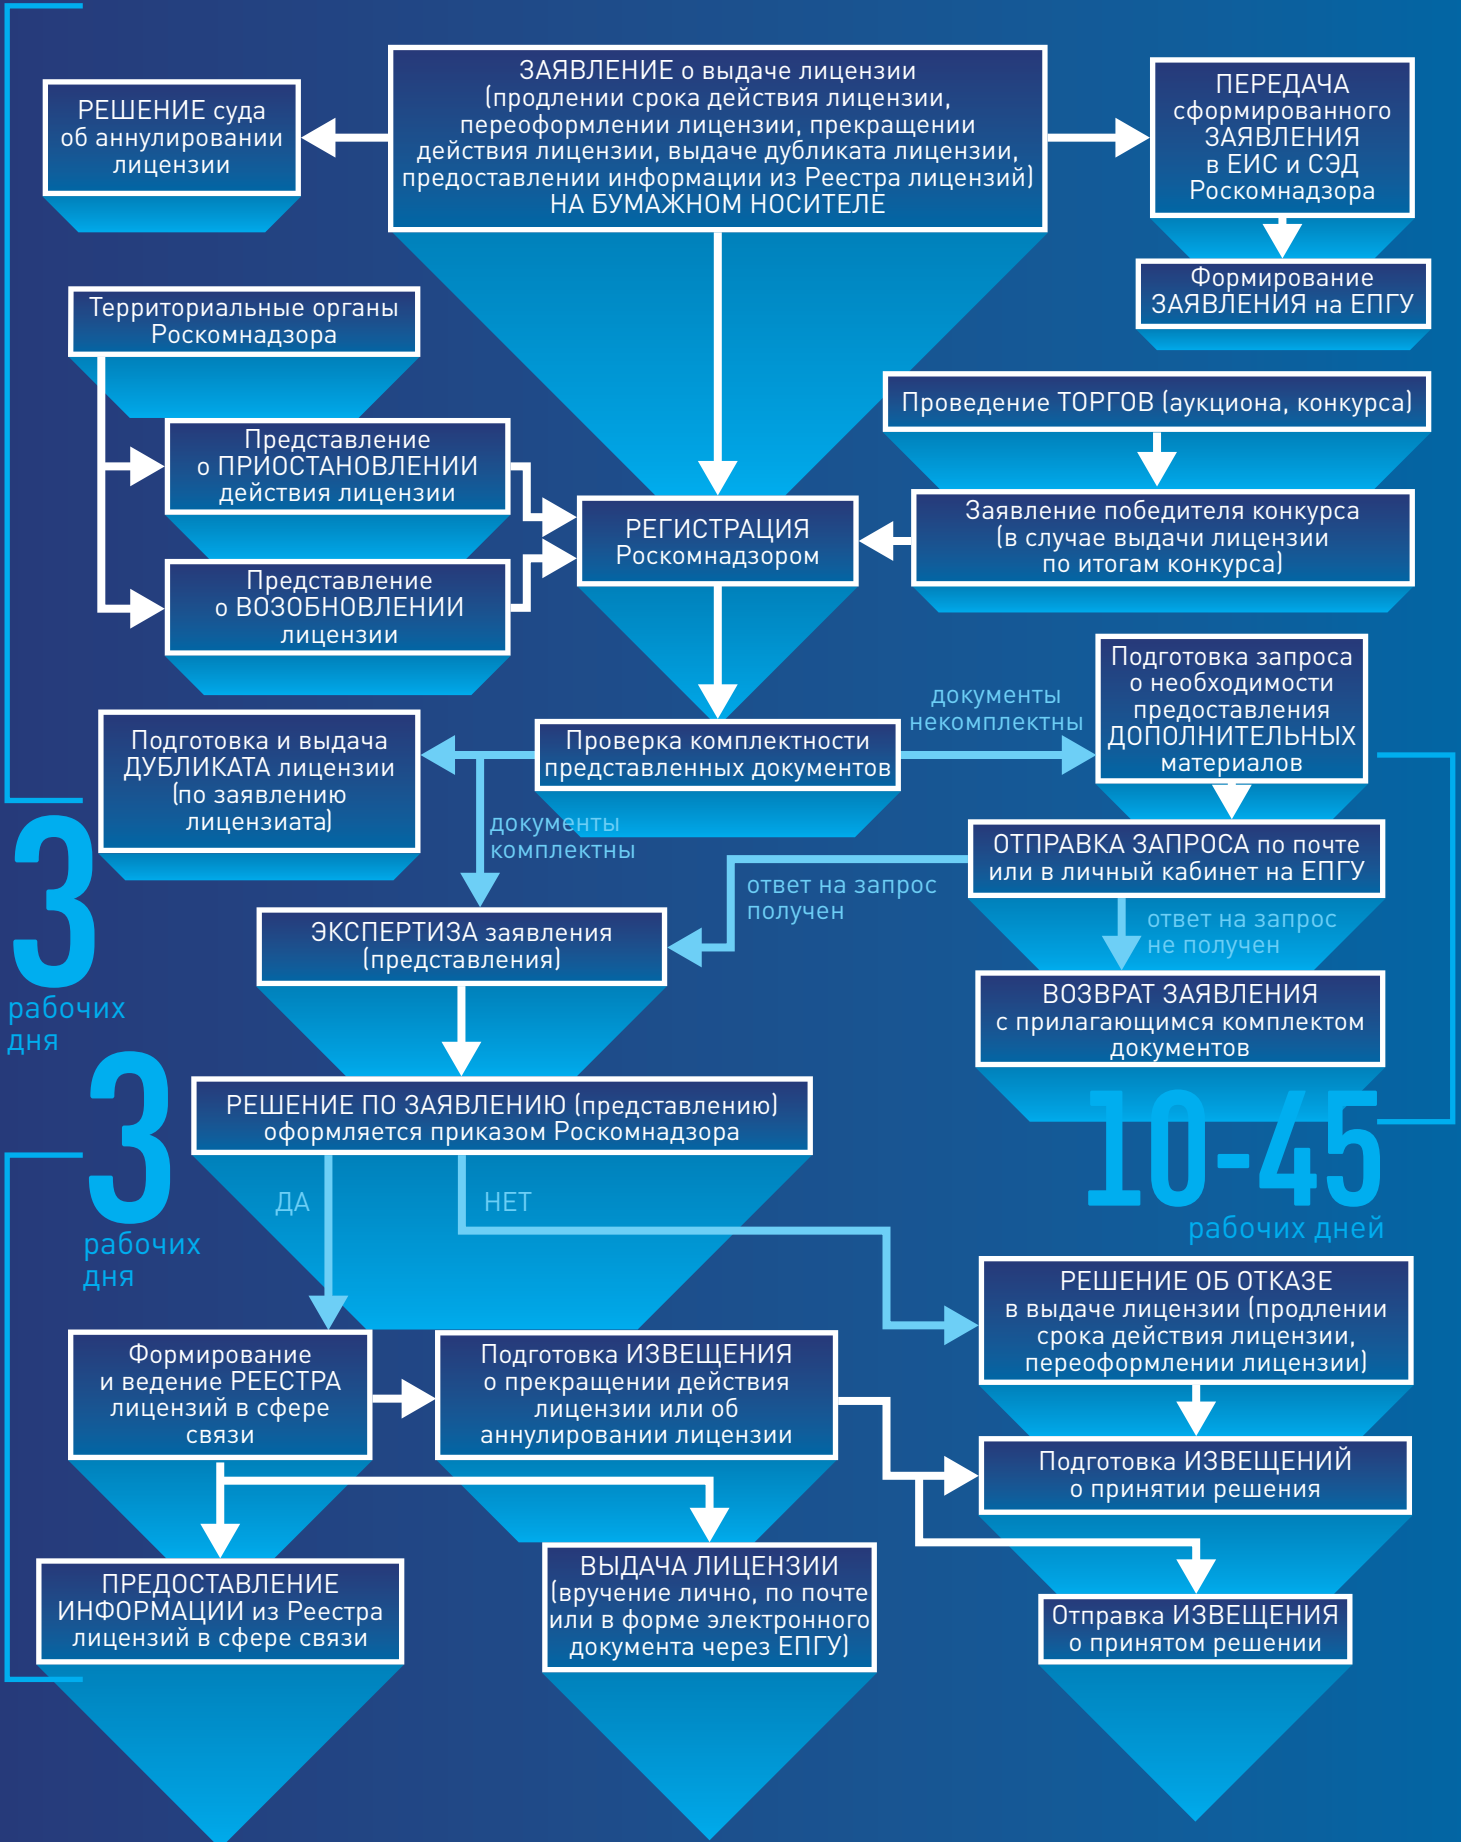 ЗАЯВЛЕНИЕ о выдаче лицензии
(продлении срока действия лицензии,
переоформлении лицензии, прекращении
действия лицензии, выдаче дубликата лицензии,
предоставлении информации из Реестра лицензий)
НА БУМАЖНОМ НОСИТЕЛЕ
РЕШЕНИЕ суда
об аннулировании
лицензии
ПЕРЕДАЧА
сформированного
ЗАЯВЛЕНИЯ
в ЕИС и СЭД
Роскомнадзора
Формирование
ЗАЯВЛЕНИЯ на ЕПГУ
Территориальные органы
Роскомнадзора
Проведение ТОРГОВ (аукциона, конкурса)
Представление
о ПРИОСТАНОВЛЕНИИ
действия лицензии
Заявление победителя конкурса
(в случае выдачи лицензии
по итогам конкурса)
РЕГИСТРАЦИЯ
Роскомнадзором
Представление
о ВОЗОБНОВЛЕНИИ
лицензии
Подготовка запроса
о необходимости
предоставления
ДОПОЛНИТЕЛЬНЫХ
материалов
документы
некомплектны
Проверка комплектности
представленных документов
Подготовка и выдача
ДУБЛИКАТА лицензии
(по заявлению
лицензиата)
документы
комплектны
ОТПРАВКА ЗАПРОСА по почте
или в личный кабинет на ЕПГУ
ответ на запрос
получен
ответ на запрос
не получен
3
рабочих
дня
ЭКСПЕРТИЗА заявления
(представления)
ВОЗВРАТ ЗАЯВЛЕНИЯ
с прилагающимся комплектом
документов
3
рабочих
дня
РЕШЕНИЕ ПО ЗАЯВЛЕНИЮ (представлению)
оформляется приказом Роскомнадзора
10-45
рабочих дней
ДА
НЕТ
РЕШЕНИЕ ОБ ОТКАЗЕ
в выдаче лицензии (продлении
срока действия лицензии,
переоформлении лицензии)
Формирование
и ведение РЕЕСТРА
лицензий в сфере
связи
Подготовка ИЗВЕЩЕНИЯ
о прекращении действия
лицензии или об
аннулировании лицензии
Подготовка ИЗВЕЩЕНИЙ
о принятии решения
ПРЕДОСТАВЛЕНИЕ
ИНФОРМАЦИИ из Реестра
лицензий в сфере связи
ВЫДАЧА ЛИЦЕНЗИИ
(вручение лично, по почте
или в форме электронного
документа через ЕПГУ)
Отправка ИЗВЕЩЕНИЯ
о принятом решении